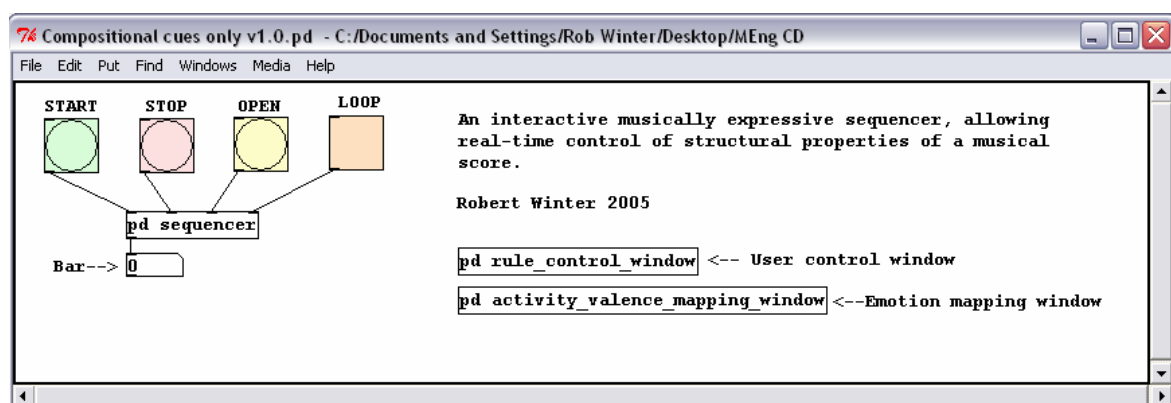 Compositional cues only v1.0.pd - C:/Documents and Settings/Rob Winter/Desktop/MEng CD
File Edit Put Find Windows Media Help
START STOP OPEN LOOP
An interactive musically expressive sequencer, allowing
real-time control of structural properties of a musical
score.
Robert Winter 2005
pd sequencer
Bar--> 0
pd rule_control_window <-- User control window
pd activity_valence_mapping_window <--Emotion mapping window